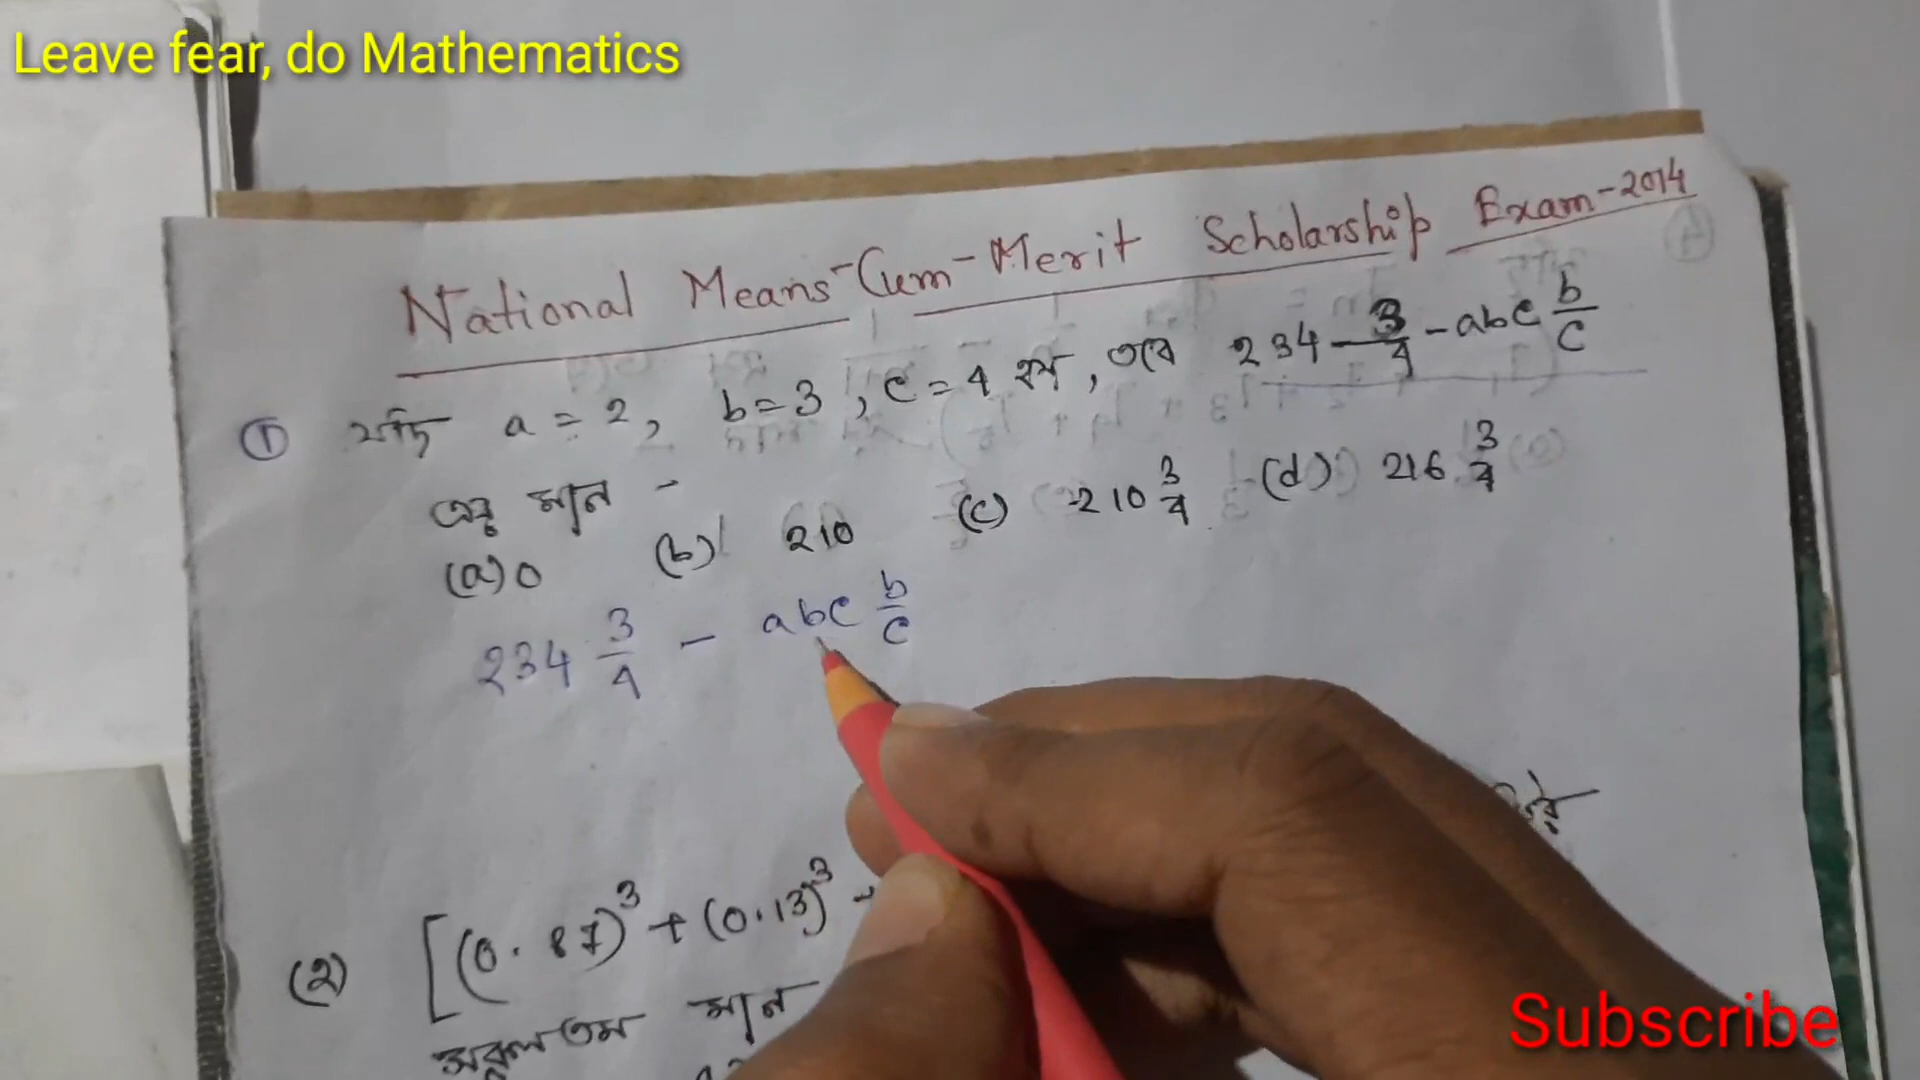 Leave fear, do Mathematics
National Means-Cum-Merit Scholarship Exam-2014
① যদি a = 2, b = 3, c = 4 হয়, তবে 234 3/4 - abc b/c
এর মান -
(a) 0 (b) 210 (c) 210 3/4 (d) 216 3/4
234 3/4 - abc b/c
(২) [(0.87)³ + (0.13)³ +
সরলতম মান
Subscribe